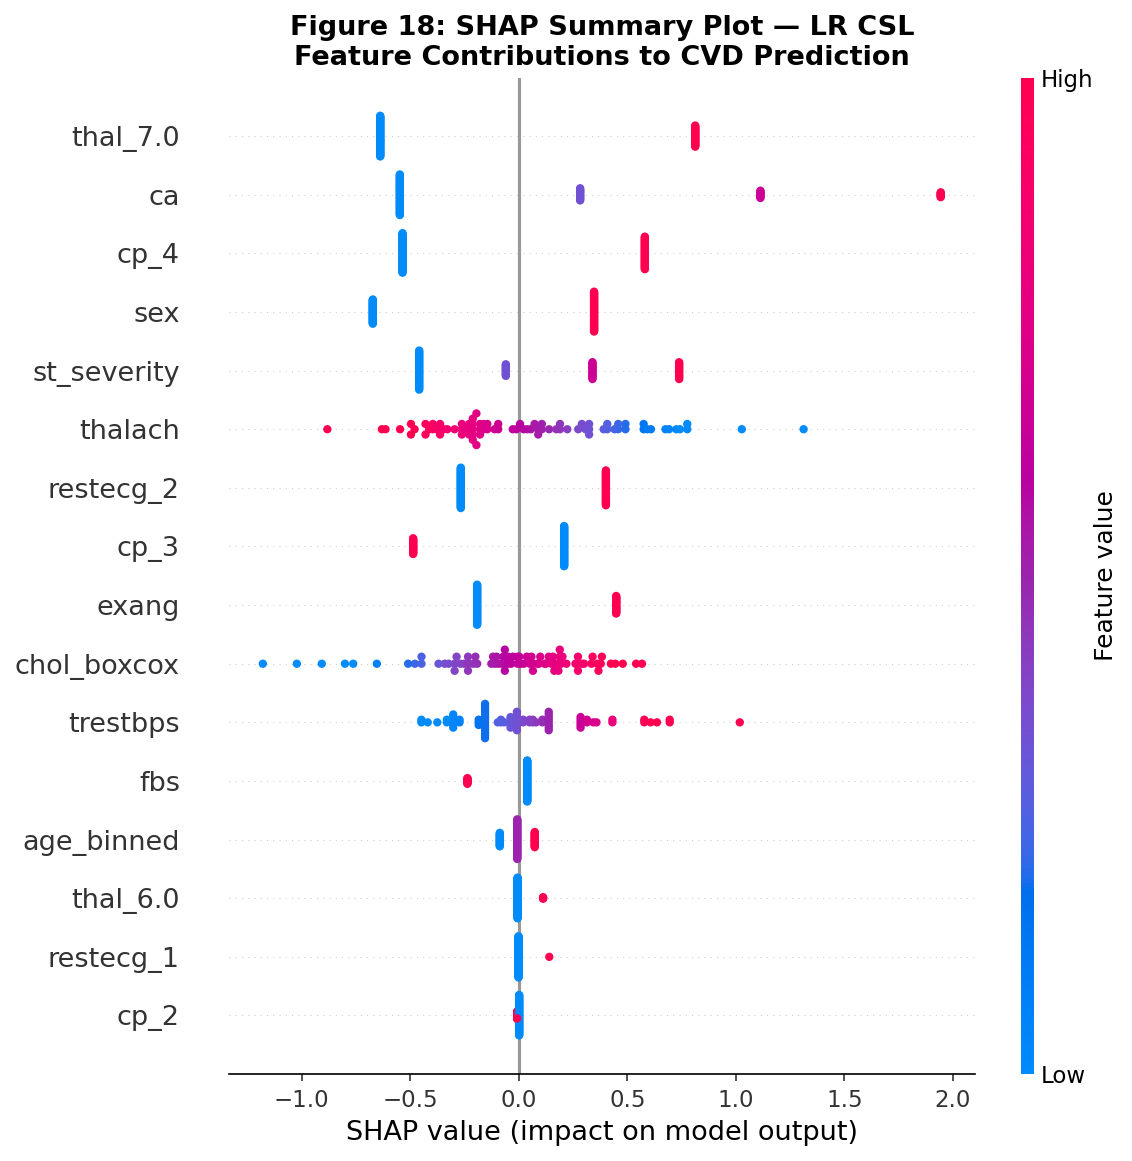 Figure 18: SHAP Summary Plot — LR CSL
Feature Contributions to CVD Prediction
High
thal_7.0
ca
cp_4
sex
st_severity
thalach
restecg_2
cp_3
exang
chol_boxcox
trestbps
fbs
age_binned
thal_6.0
restecg_1
cp_2
Feature value
Low
−1.0 −0.5 0.0 0.5 1.0 1.5 2.0
SHAP value (impact on model output)